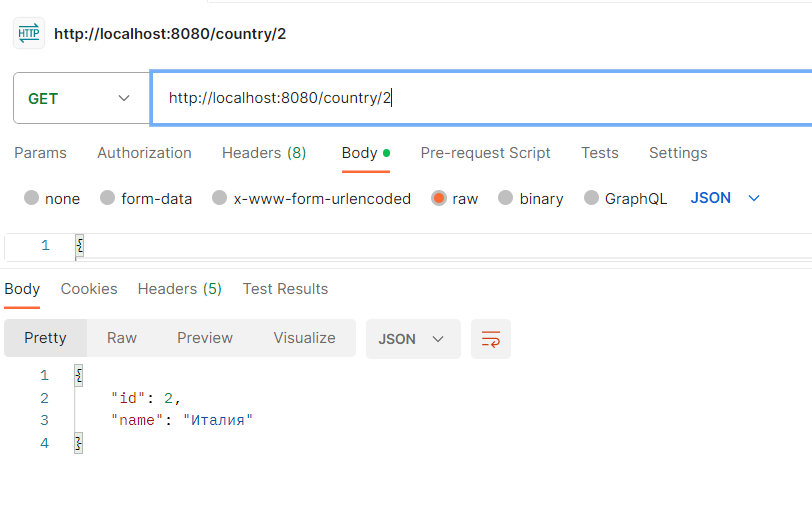 HTTP http://localhost:8080/country/2
GET http://localhost:8080/country/2
Params Authorization Headers (8) Body Pre-request Script Tests Settings
none form-data x-www-form-urlencoded raw binary GraphQL JSON
1 {
Body Cookies Headers (5) Test Results
Pretty Raw Preview Visualize JSON
1 {
2 "id": 2,
3 "name": "Италия"
4 }